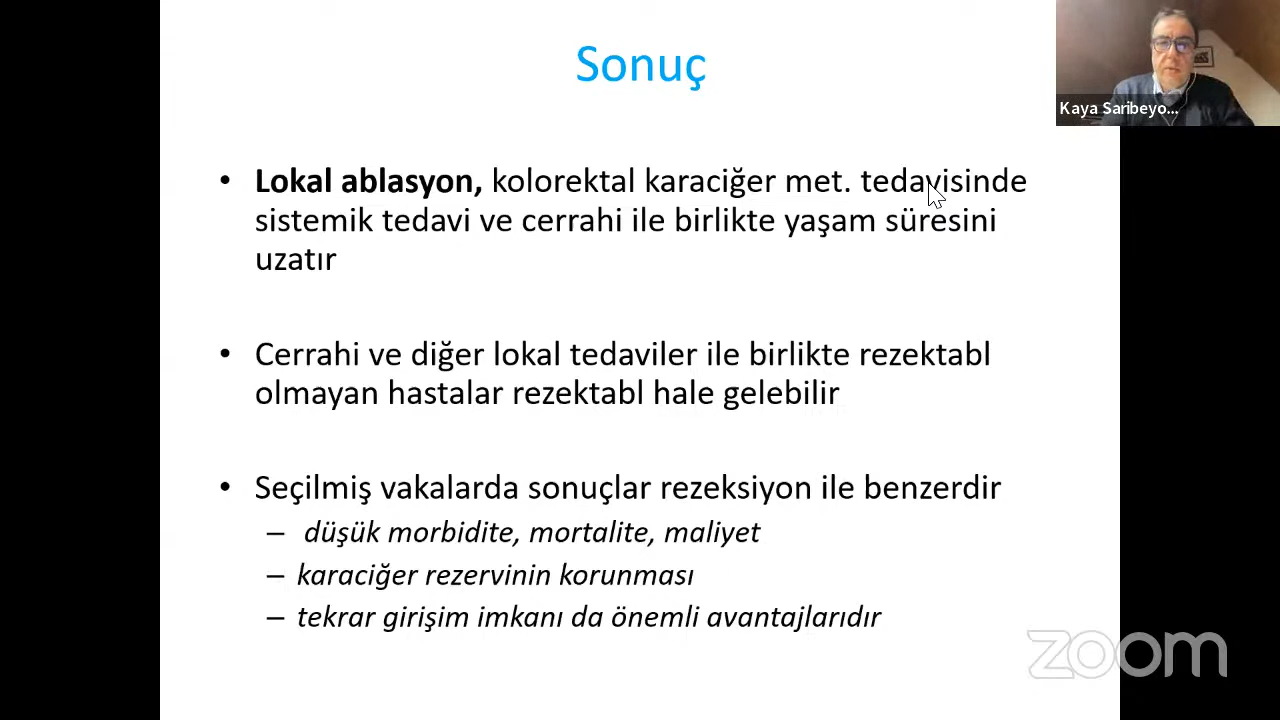 Sonuç
Kaya Saribeyo...
• Lokal ablasyon, kolorektal karaciğer met. tedavisinde
sistemik tedavi ve cerrahi ile birlikte yaşam süresini
uzatır
• Cerrahi ve diğer lokal tedaviler ile birlikte rezektabl
olmayan hastalar rezektabl hale gelebilir
• Seçilmiş vakalarda sonuçlar rezeksiyon ile benzerdir
– düşük morbidite, mortalite, maliyet
– karaciğer rezervinin korunması
– tekrar girişim imkanı da önemli avantajlarıdır
zoom